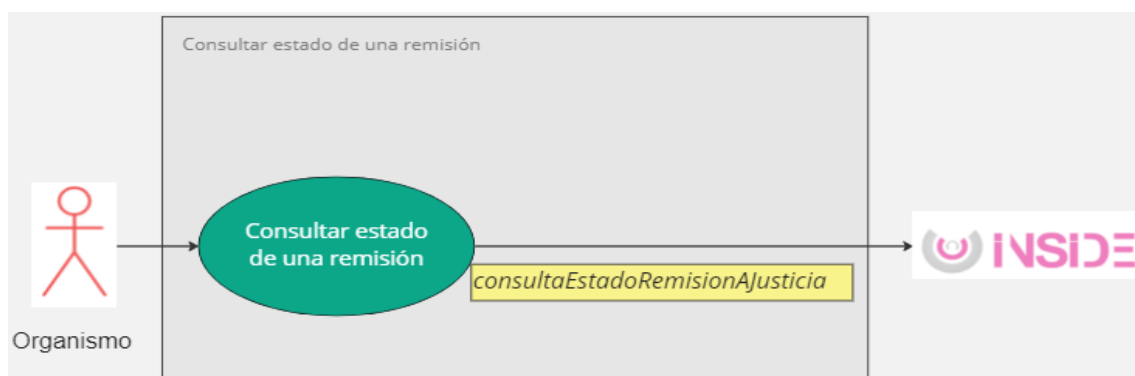 Consultar estado de una remisión
Consultar estado
de una remisión
INSIDE
consultaEstadoRemisionAJusticia
Organismo